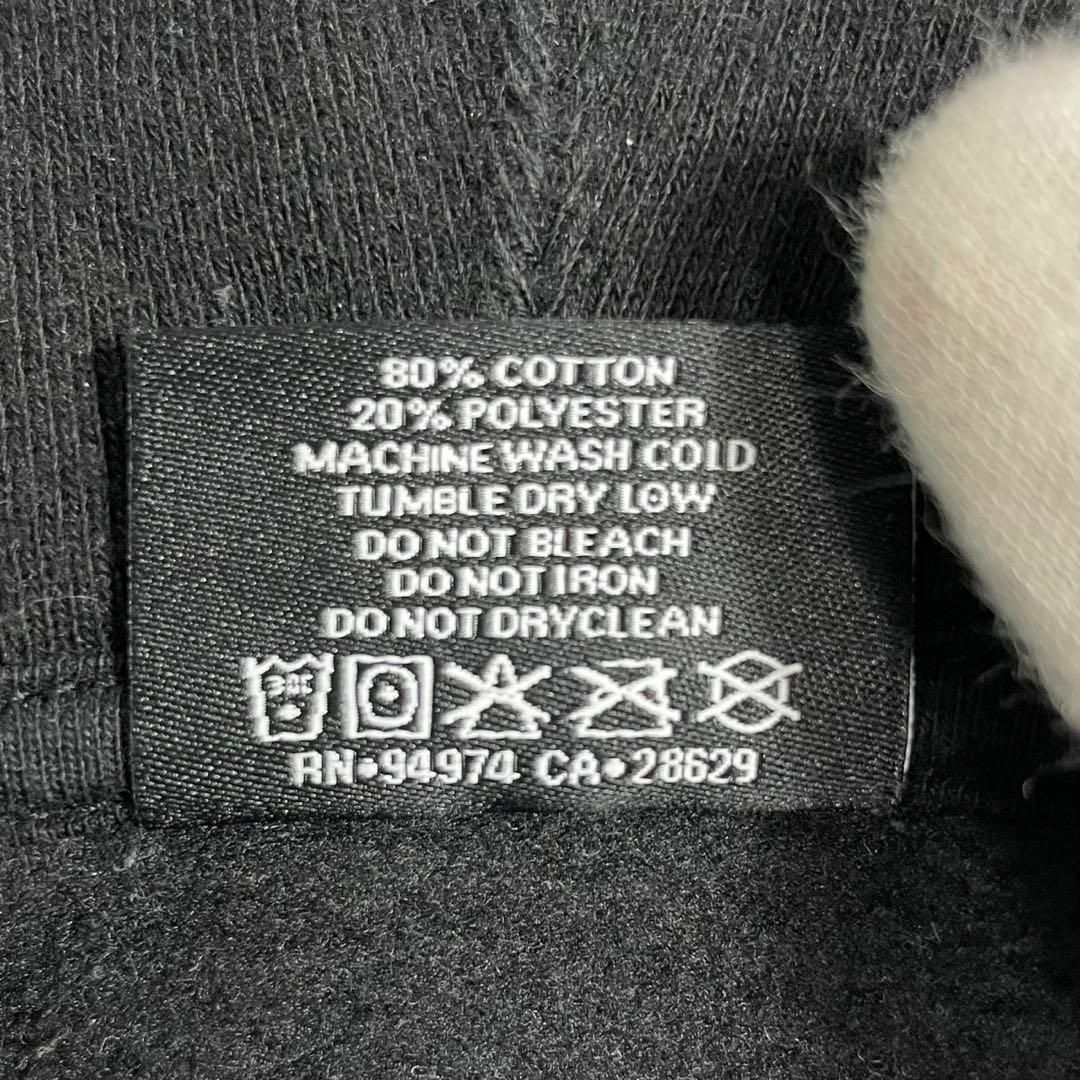 80% COTTON
20% POLYESTER
MACHINE WASH COLD
TUMBLE DRY LOW
DO NOT BLEACH
DO NOT IRON
DO NOT DRYCLEAN
30C
RN•94974 CA•28629